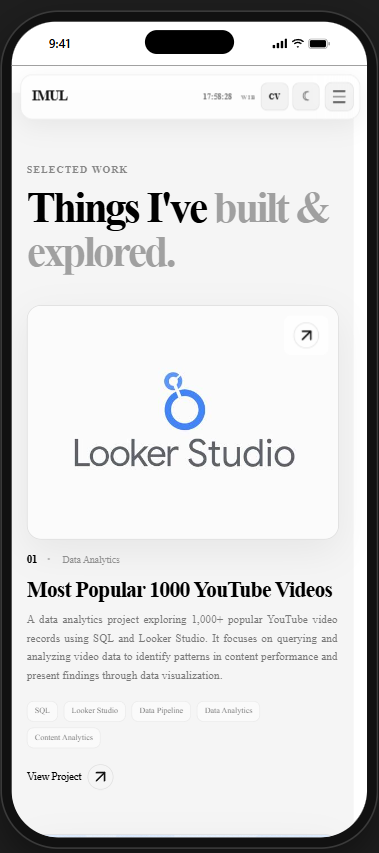 9:41
IMUL 17:58:28 WIB CV
SELECTED WORK
Things I've built &
explored.
Looker Studio
01 Data Analytics
Most Popular 1000 YouTube Videos
A data analytics project exploring 1,000+ popular YouTube video
records using SQL and Looker Studio. It focuses on querying and
analyzing video data to identify patterns in content performance and
present findings through data visualization.
SQL Looker Studio Data Pipeline Data Analytics
Content Analytics
View Project